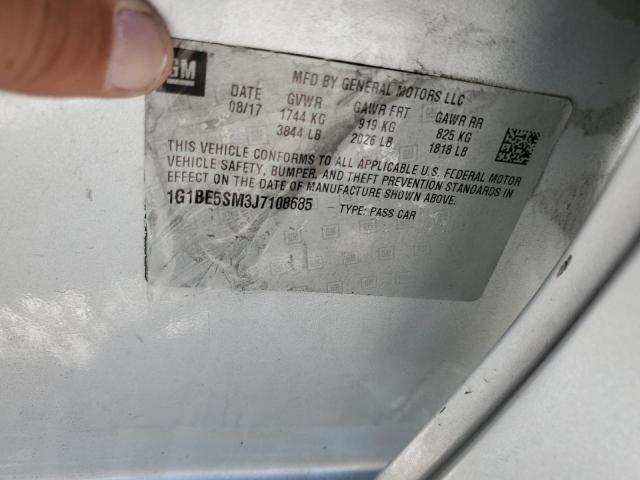 GM
MFD BY GENERAL MOTORS LLC
DATE GVWR GAWR FRT GAWR RR
08/17 1744 KG 919 KG 825 KG
3844 LB 2026 LB 1818 LB
THIS VEHICLE CONFORMS TO ALL APPLICABLE U.S. FEDERAL MOTOR
VEHICLE SAFETY, BUMPER, AND THEFT PREVENTION STANDARDS IN
EFFECT ON THE DATE OF MANUFACTURE SHOWN ABOVE.
1G1BE5SM3J7108685 - TYPE: PASS CAR